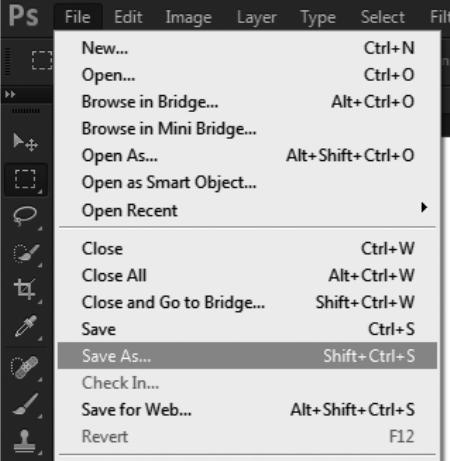 Ps File Edit Image Layer Type Select
New... Ctrl+N
Open... Ctrl+O
Browse in Bridge... Alt+Ctrl+O
Browse in Mini Bridge...
Open As... Alt+Shift+Ctrl+O
Open as Smart Object...
Open Recent
Close Ctrl+W
Close All Alt+Ctrl+W
Close and Go to Bridge... Shift+Ctrl+W
Save Ctrl+S
Save As... Shift+Ctrl+S
Check In...
Save for Web... Alt+Shift+Ctrl+S
Revert F12